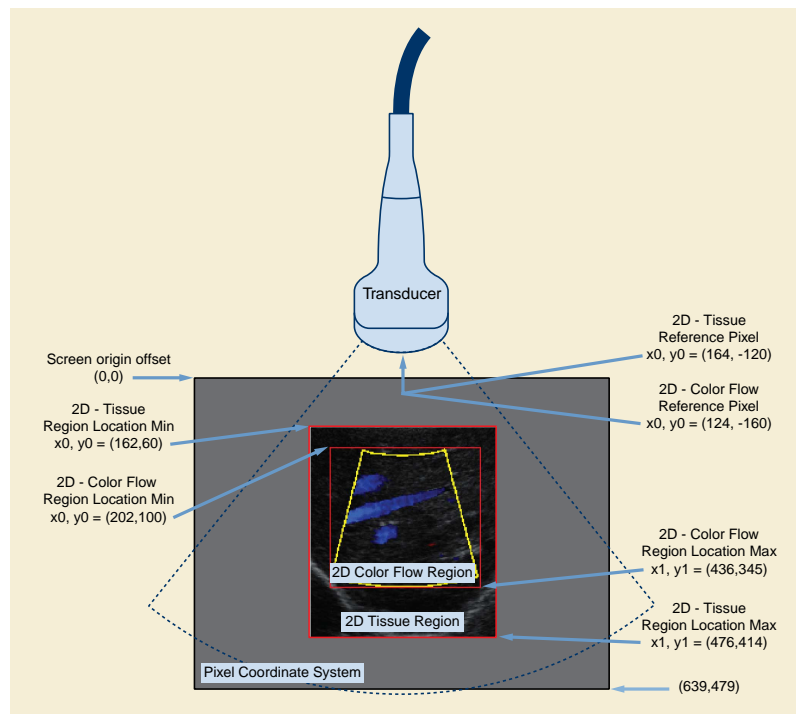 Transducer
2D - Tissue
Reference Pixel
x0, y0 = (164, -120)
Screen origin offset
(0,0)
2D - Color Flow
Reference Pixel
x0, y0 = (124, -160)
2D - Tissue
Region Location Min
x0, y0 = (162,60)
2D - Color Flow
Region Location Min
x0, y0 = (202,100)
2D - Color Flow
Region Location Max
x1, y1 = (436,345)
2D Color Flow Region
2D - Tissue
Region Location Max
x1, y1 = (476,414)
2D Tissue Region
Pixel Coordinate System
(639,479)